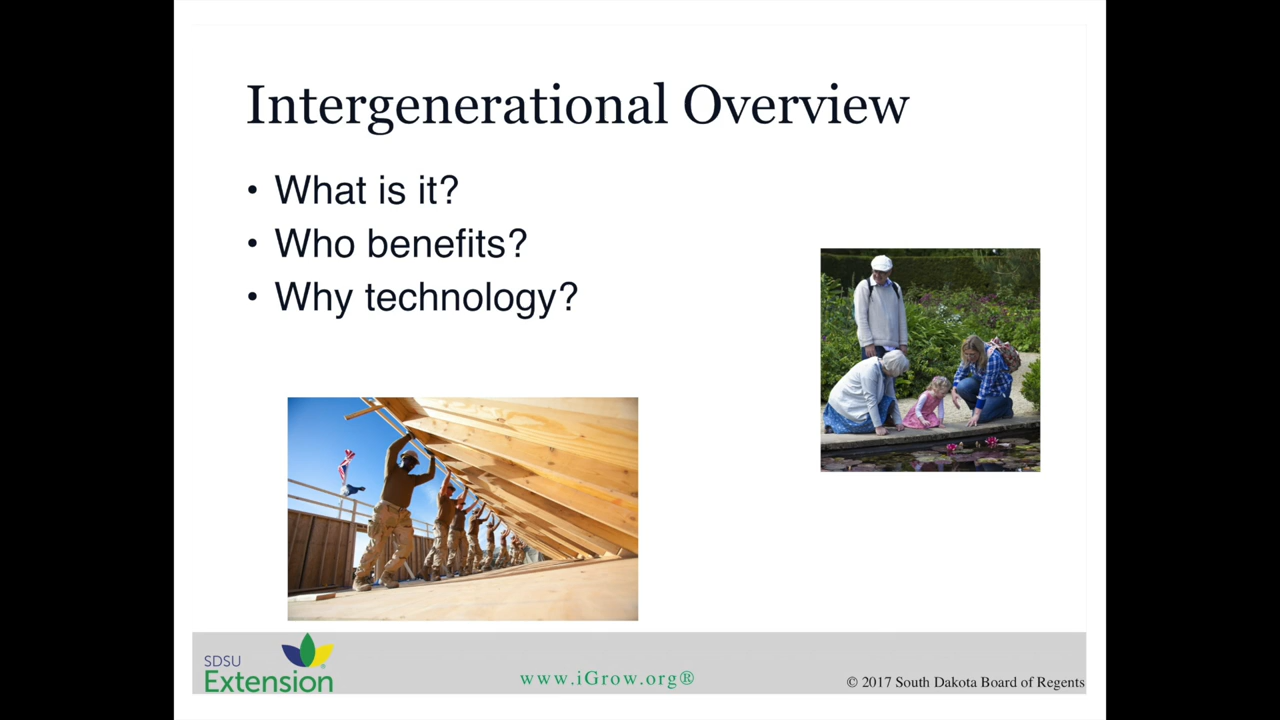 Intergenerational Overview
• What is it?
• Who benefits?
• Why technology?
SDSU
Extension
www.iGrow.org®
© 2017 South Dakota Board of Regents